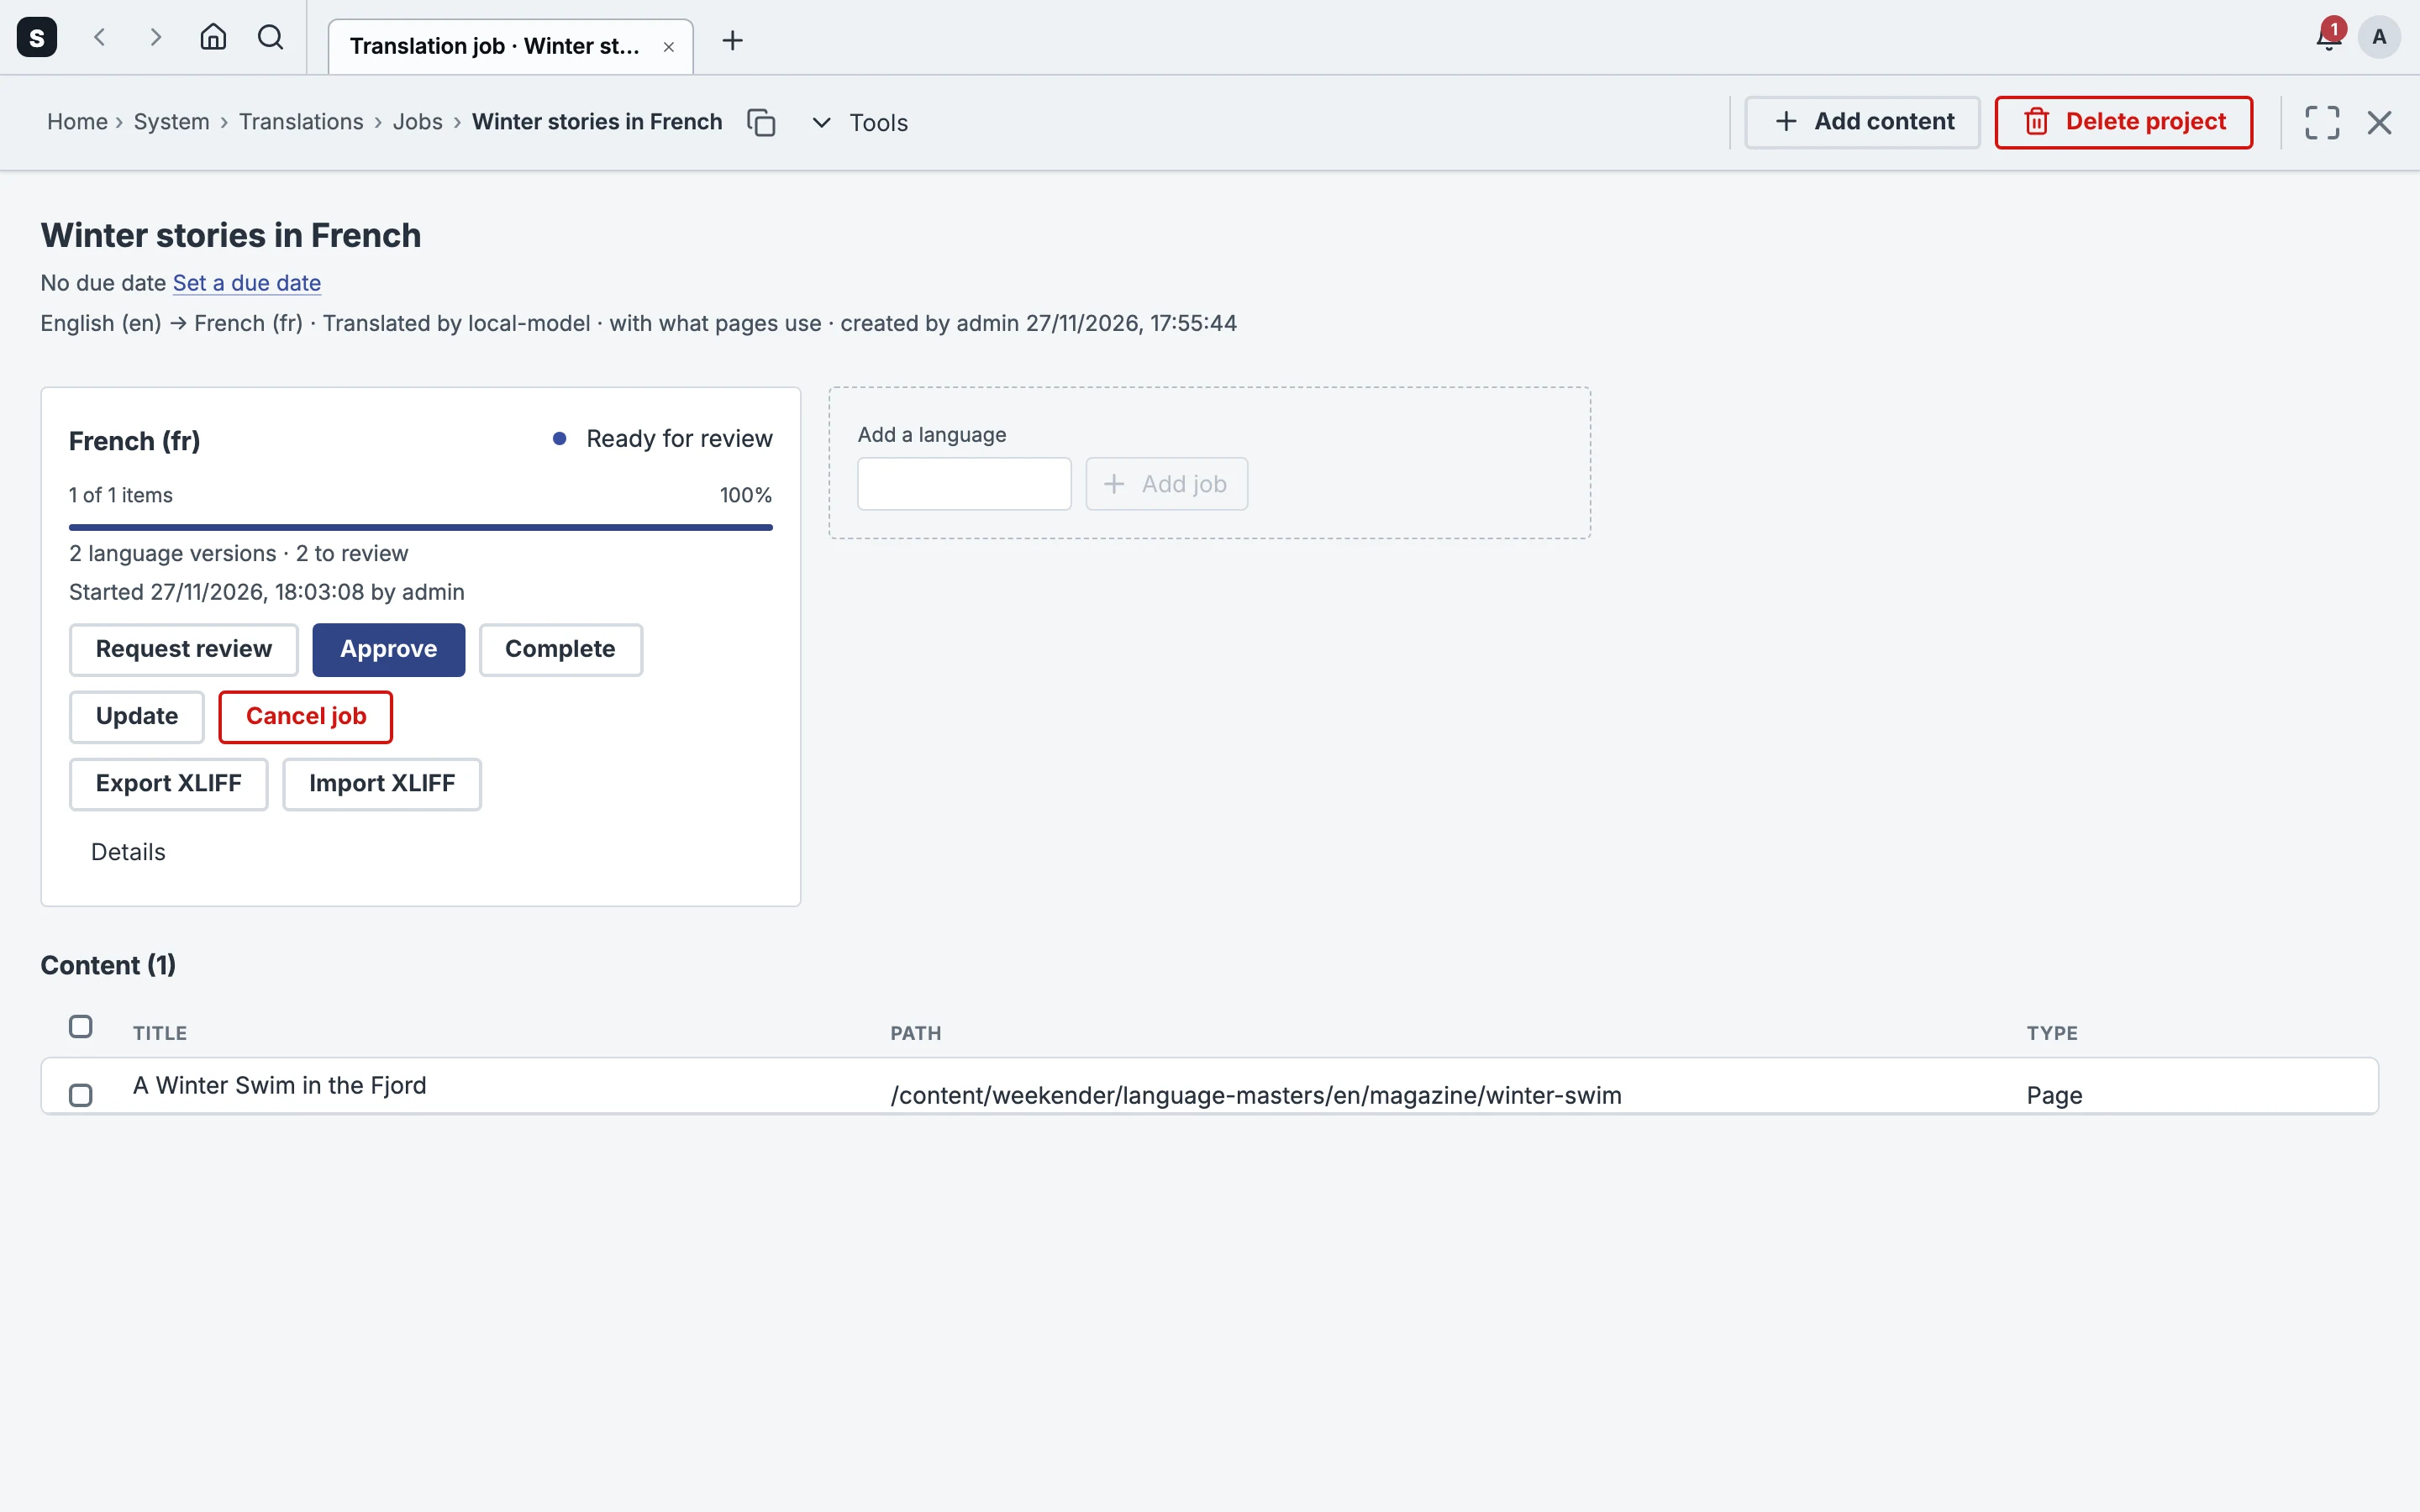 S
Translation job · Winter st...
1
A
Home › System › Translations › Jobs › Winter stories in French
Tools
Add content
Delete project
Winter stories in French
No due date Set a due date
English (en) → French (fr) · Translated by local-model · with what pages use · created by admin 27/11/2026, 17:55:44
French (fr)
Ready for review
1 of 1 items
100%
2 language versions · 2 to review
Started 27/11/2026, 18:03:08 by admin
Request review
Approve
Complete
Update
Cancel job
Export XLIFF
Import XLIFF
Details
Add a language
Add job
Content (1)
TITLE
PATH
TYPE
A Winter Swim in the Fjord
/content/weekender/language-masters/en/magazine/winter-swim
Page